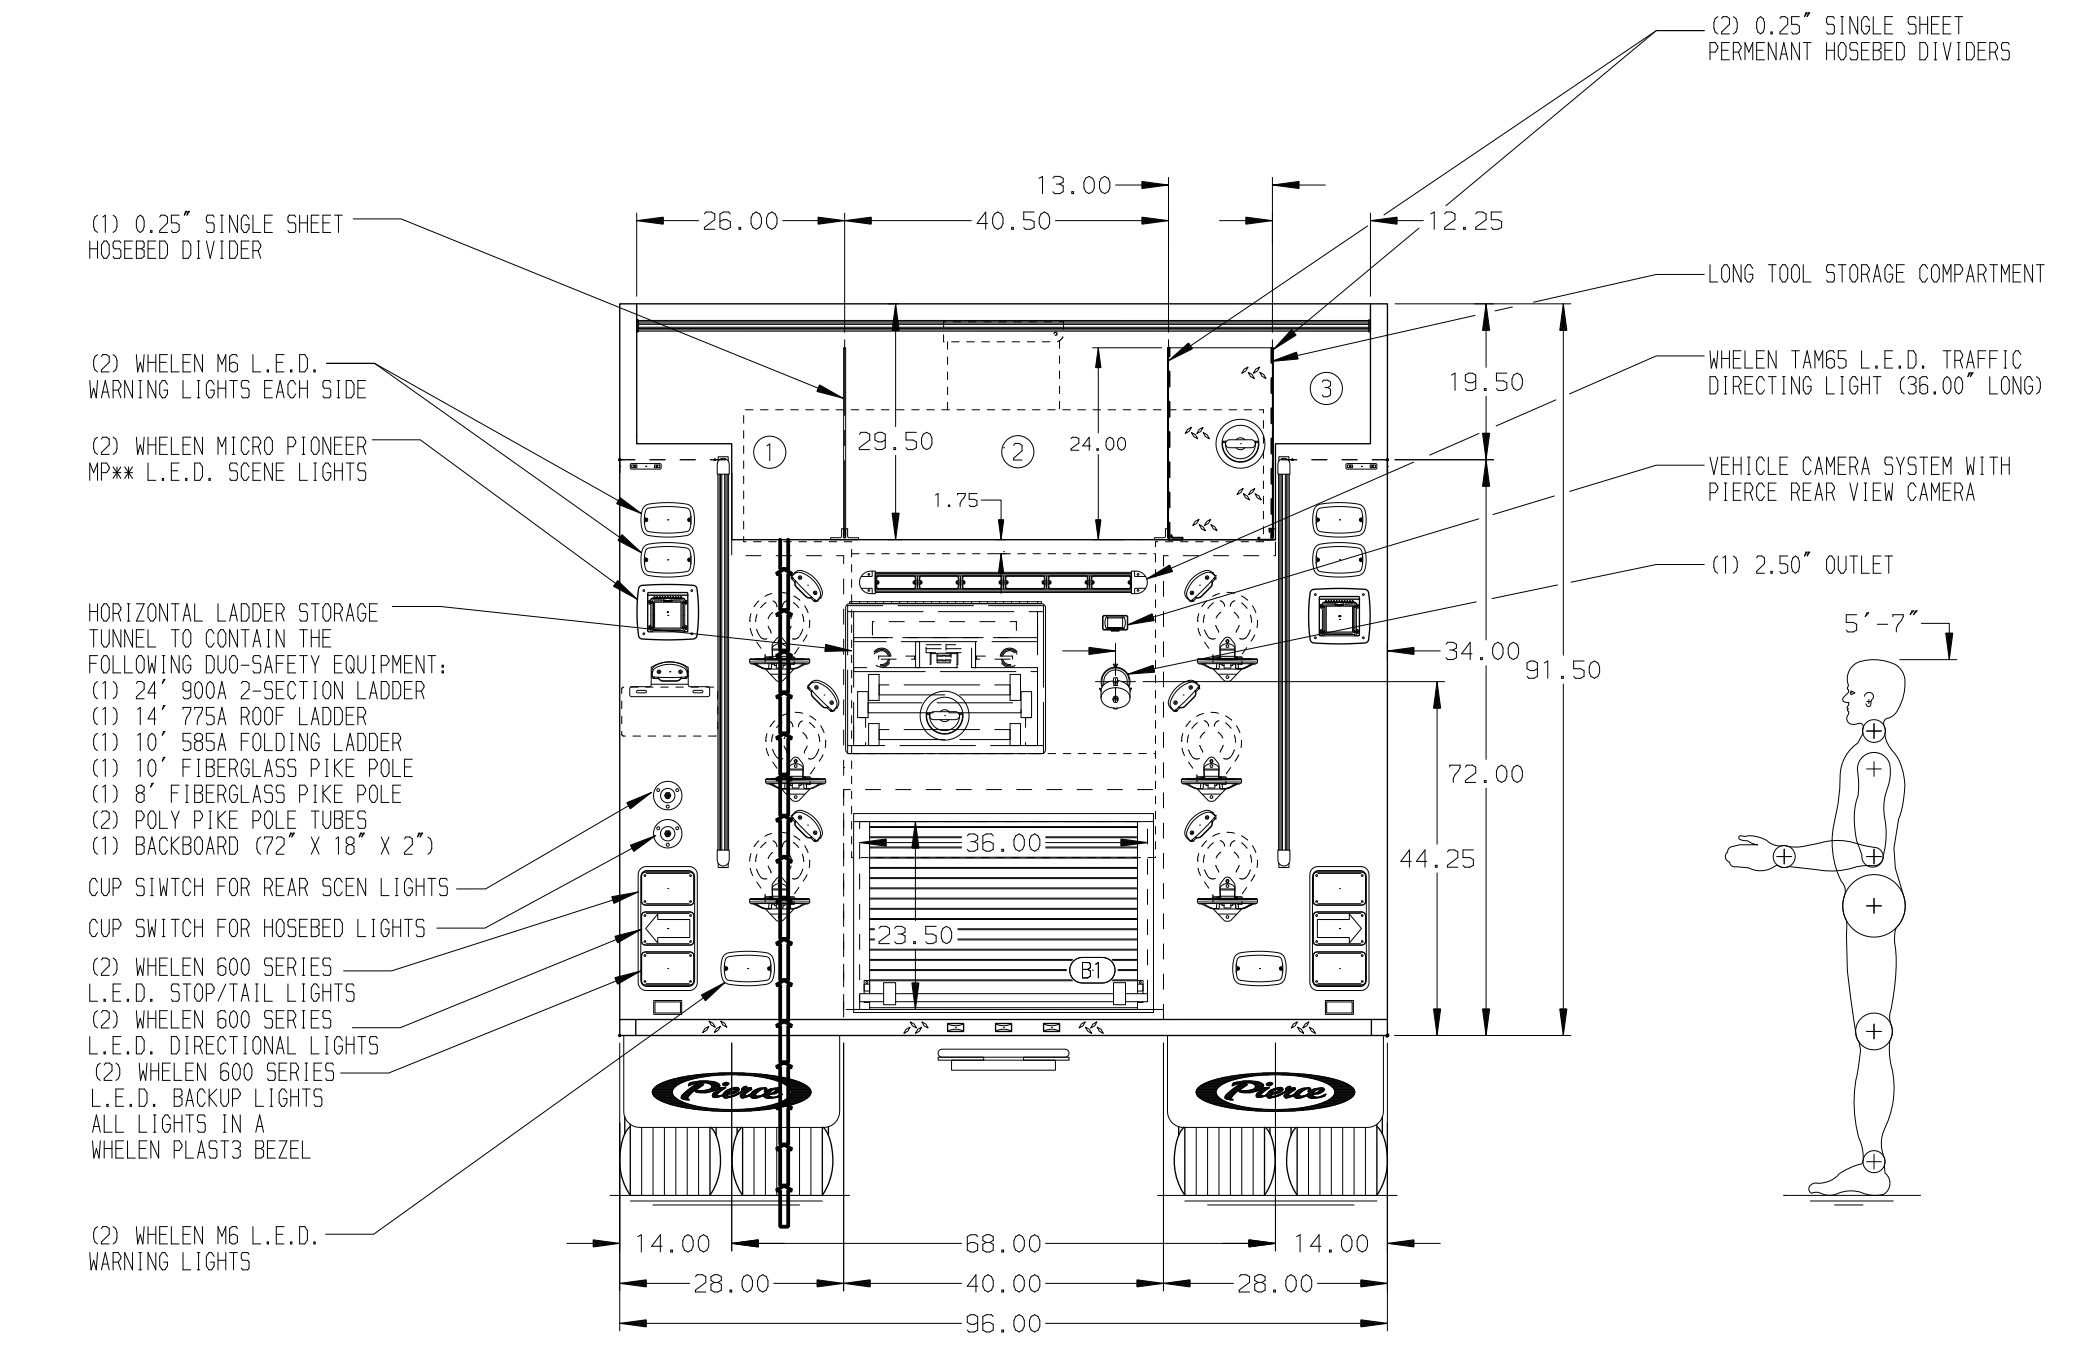 (2) 0.25" SINGLE SHEET
PERMENANT HOSEBED DIVIDERS
13.00
26.00
40.50
12.25
(1) 0.25" SINGLE SHEET
HOSEBED DIVIDER
LONG TOOL STORAGE COMPARTMENT
(2) WHELEN M6 L.E.D.
WARNING LIGHTS EACH SIDE
WHELEN TAM65 L.E.D. TRAFFIC
DIRECTING LIGHT (36.00" LONG)
19.50
3
(2) WHELEN MICRO PIONEER
MP** L.E.D. SCENE LIGHTS
1
29.50
2
24.00
VEHICLE CAMERA SYSTEM WITH
PIERCE REAR VIEW CAMERA
1.75
(1) 2.50" OUTLET
HORIZONTAL LADDER STORAGE
TUNNEL TO CONTAIN THE
FOLLOWING DUO-SAFETY EQUIPMENT:
(1) 24' 900A 2-SECTION LADDER
(1) 14' 775A ROOF LADDER
(1) 10' 585A FOLDING LADDER
(1) 10' FIBERGLASS PIKE POLE
(1) 8' FIBERGLASS PIKE POLE
(2) POLY PIKE POLE TUBES
(1) BACKBOARD (72" X 18" X 2")
5'-7"
34.00
91.50
72.00
36.00
44.25
CUP SIWTCH FOR REAR SCEN LIGHTS
CUP SWITCH FOR HOSEBED LIGHTS
23.50
B1
(2) WHELEN 600 SERIES
L.E.D. STOP/TAIL LIGHTS
(2) WHELEN 600 SERIES
L.E.D. DIRECTIONAL LIGHTS
(2) WHELEN 600 SERIES
L.E.D. BACKUP LIGHTS
ALL LIGHTS IN A
WHELEN PLAST3 BEZEL
Pierce
Pierce
(2) WHELEN M6 L.E.D.
WARNING LIGHTS
14.00
68.00
14.00
28.00
40.00
28.00
96.00